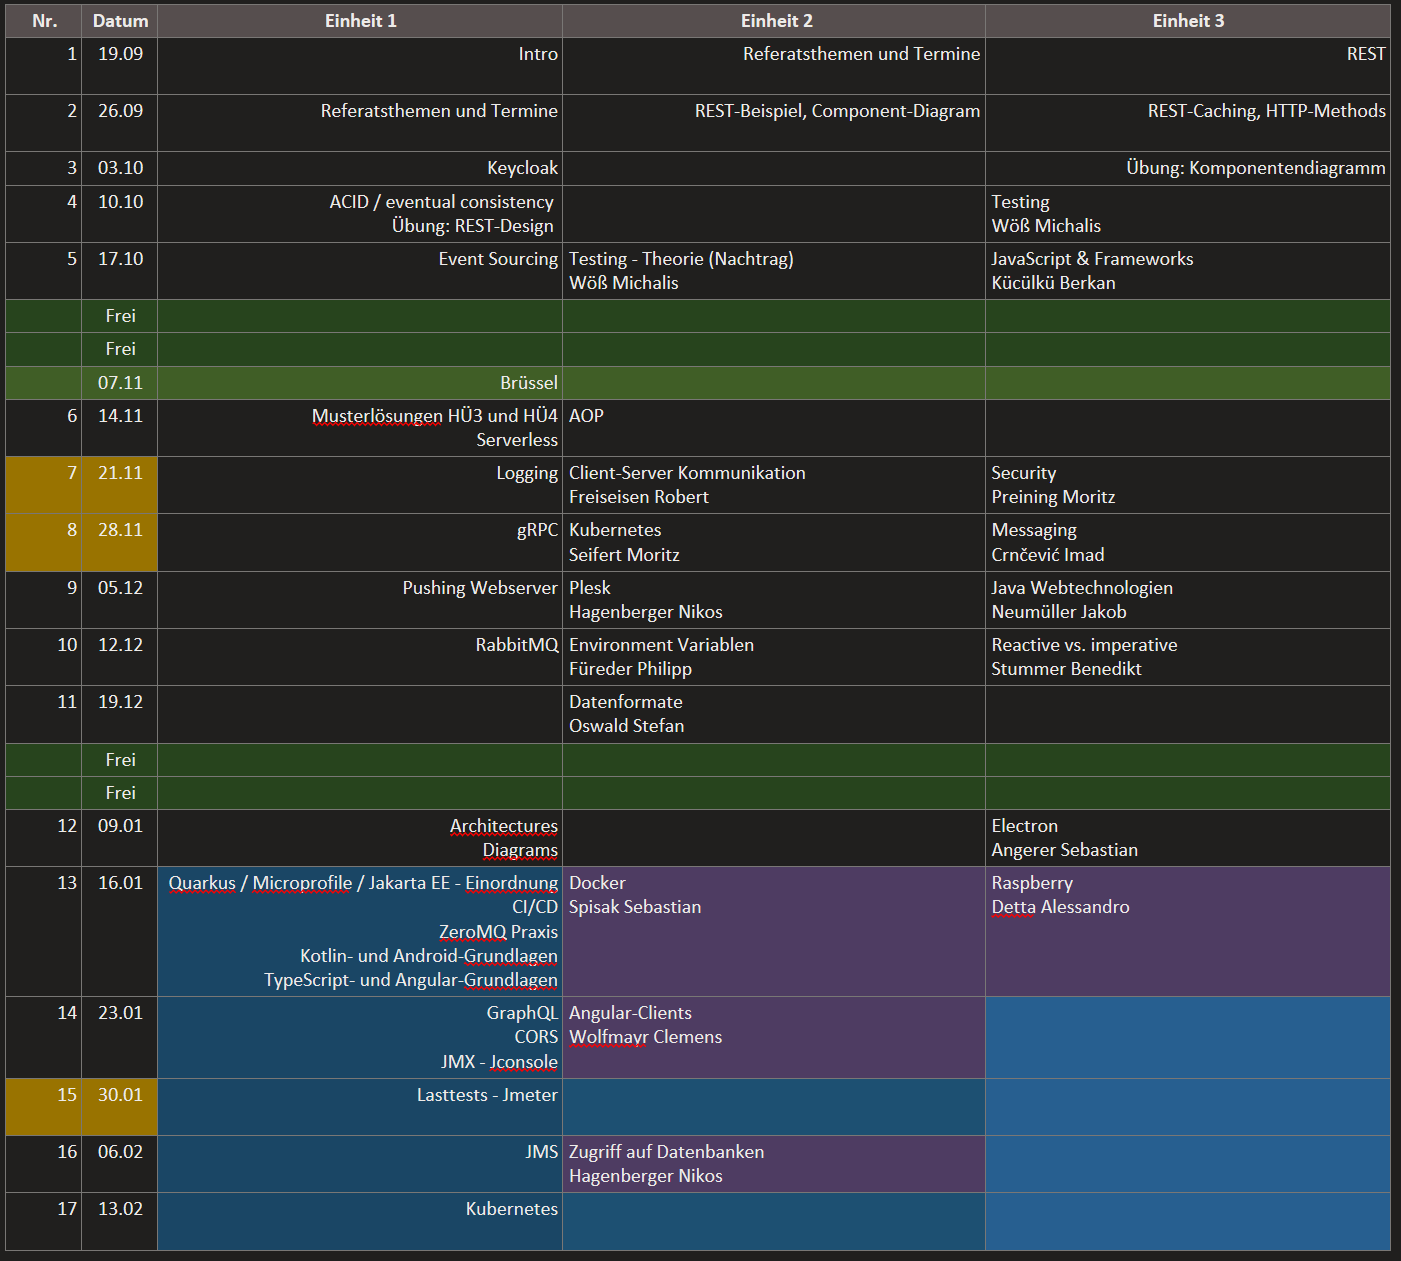 Nr. Datum Einheit 1 Einheit 2 Einheit 3
1 19.09 Intro Referatsthemen und Termine REST
2 26.09 Referatsthemen und Termine REST-Beispiel, Component-Diagram REST-Caching, HTTP-Methods
3 03.10 Keycloak Übung: Komponentendiagramm
4 10.10 ACID / eventual consistency Testing
Übung: REST-Design Wöß Michalis
5 17.10 Event Sourcing Testing - Theorie (Nachtrag) JavaScript & Frameworks
Wöß Michalis Kücülkü Berkan
Frei
Frei
07.11 Brüssel
6 14.11 Musterlösungen HÜ3 und HÜ4 AOP
Serverless
7 21.11 Logging Client-Server Kommunikation Security
Freiseisen Robert Preining Moritz
8 28.11 gRPC Kubernetes Messaging
Seifert Moritz Crnčević Imad
9 05.12 Pushing Webserver Plesk Java Webtechnologien
Hagenberger Nikos Neumüller Jakob
10 12.12 RabbitMQ Environment Variablen Reactive vs. imperative
Füreder Philipp Stummer Benedikt
11 19.12 Datenformate
Oswald Stefan
Frei
Frei
12 09.01 Architectures Electron
Diagrams Angerer Sebastian
13 16.01 Quarkus / Microprofile / Jakarta EE - Einordnung Docker Raspberry
CI/CD Spisak Sebastian Detta Alessandro
ZeroMQ Praxis
Kotlin- und Android-Grundlagen
TypeScript- und Angular-Grundlagen
14 23.01 GraphQL Angular-Clients
CORS Wolfmayr Clemens
JMX - Jconsole
15 30.01 Lasttests - Jmeter
16 06.02 JMS Zugriff auf Datenbanken
Hagenberger Nikos
17 13.02 Kubernetes